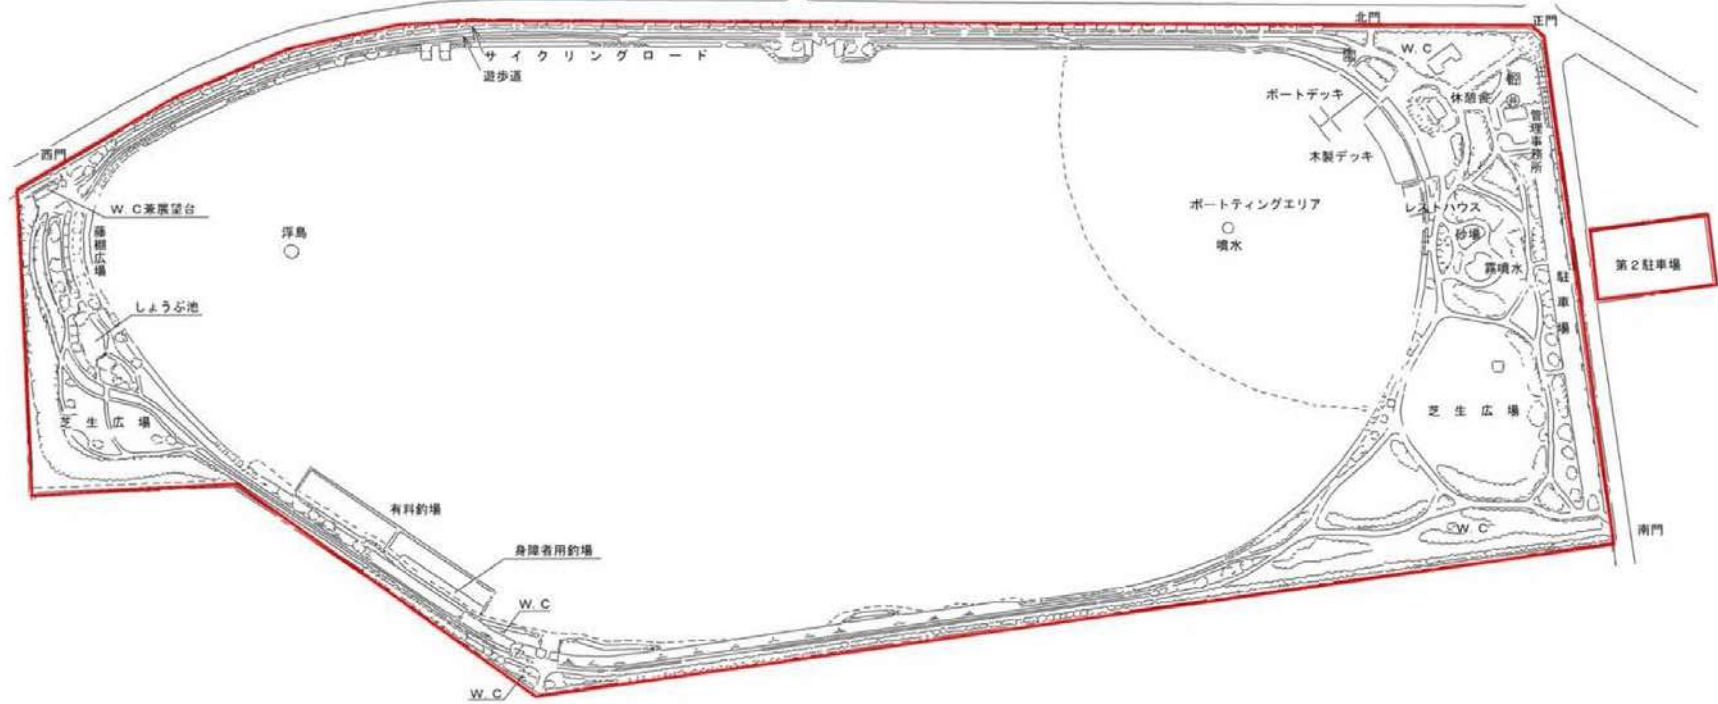 北門
正門
サイクリングロード
遊歩道
W.C
ボートデッキ
休憩舎
管理事務所
木製デッキ
西門
W.C兼展望台
藤棚広場
浮島
ボートティングエリア
噴水
レストハウス
砂場
霧噴水
第2駐車場
駐車場
しょうぶ池
芝生広場
芝生広場
有料釣場
身障者用釣場
W.C
南門
W.C
W.C